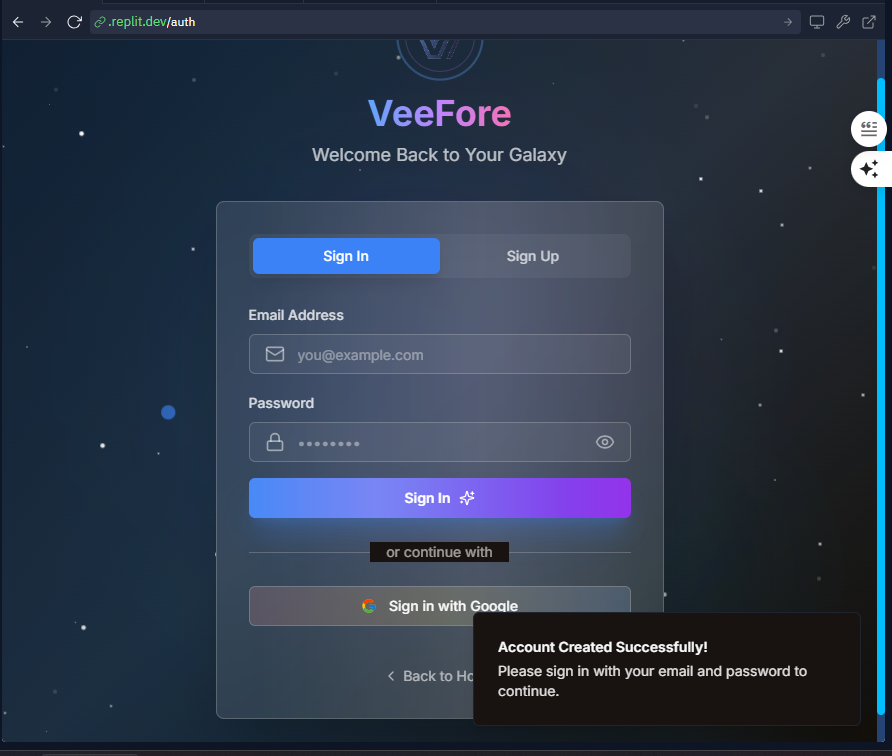 .replit.dev/auth
VeeFore
Welcome Back to Your Galaxy
Sign In
Sign Up
Email Address
you@example.com
Password
Sign In
or continue with
Sign in with Google
Back to Ho
Account Created Successfully!
Please sign in with your email and password to
continue.